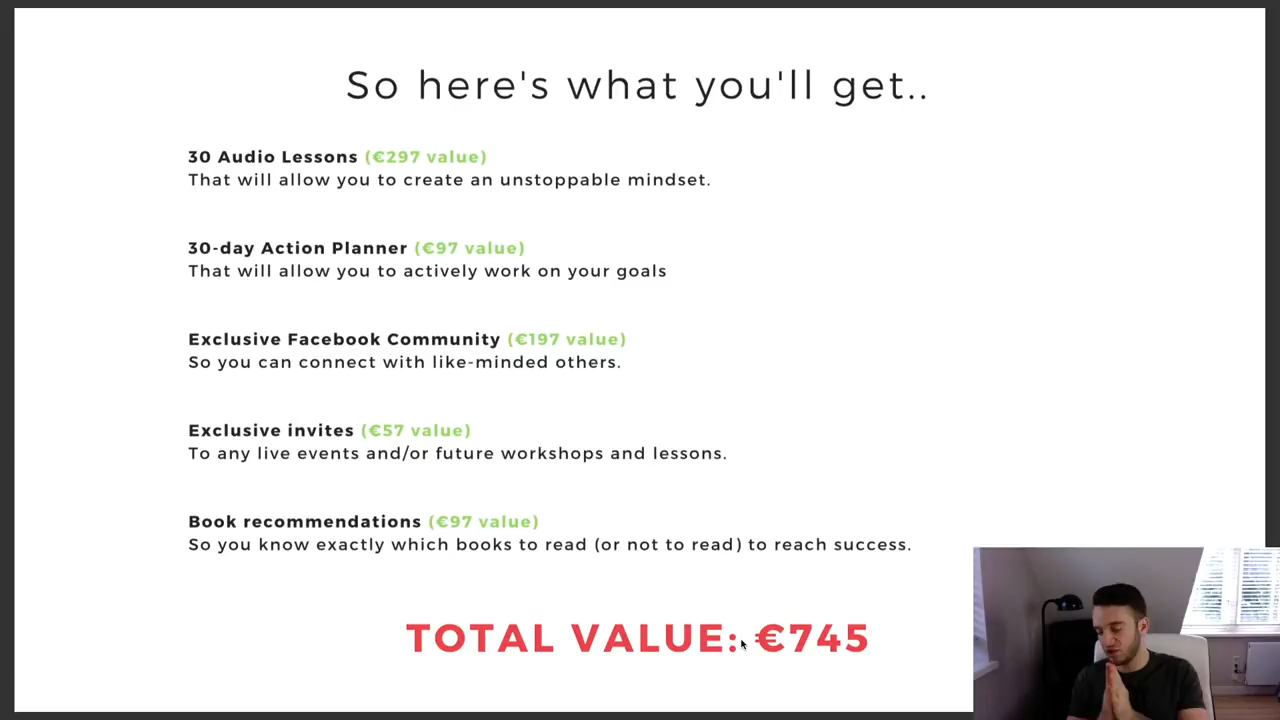 So here's what you'll get..
30 Audio Lessons (€297 value)
That will allow you to create an unstoppable mindset.
30-day Action Planner (€97 value)
That will allow you to actively work on your goals
Exclusive Facebook Community (€197 value)
So you can connect with like-minded others.
Exclusive invites (€57 value)
To any live events and/or future workshops and lessons.
Book recommendations (€97 value)
So you know exactly which books to read (or not to read) to reach success.
TOTAL VALUE: €745